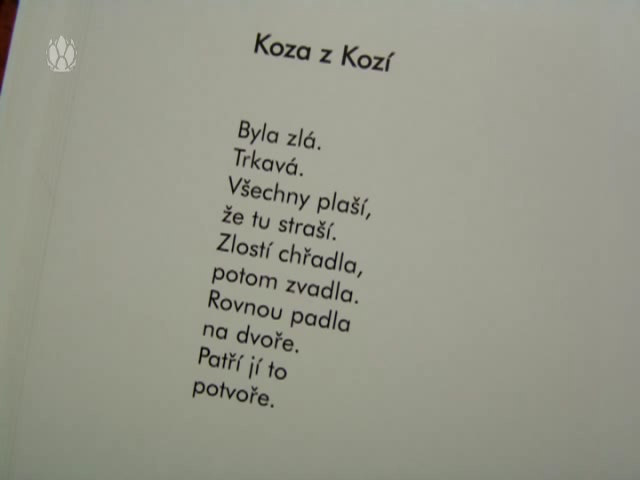 Koza z Kozí
Byla zlá.
Trkavá.
Všechny plaší,
že tu straší.
Zlostí chřadla,
potom zvadla.
Rovnou padla
na dvoře.
Patří jí to
potvoře.